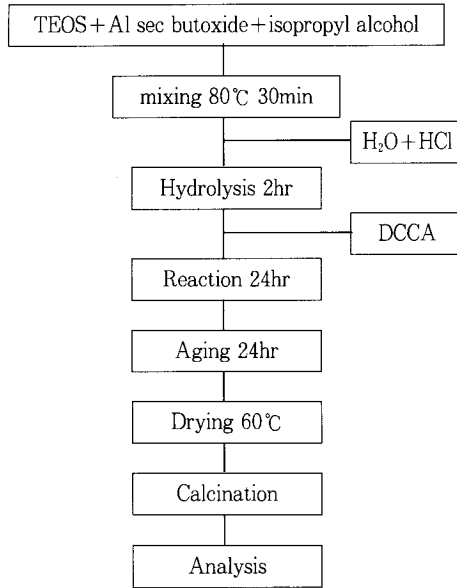 TEOS+Al sec butoxide+isopropyl alcohol
mixing 80℃ 30min
H₂O+HCl
Hydrolysis 2hr
DCCA
Reaction 24hr
Aging 24hr
Drying 60℃
Calcination
Analysis